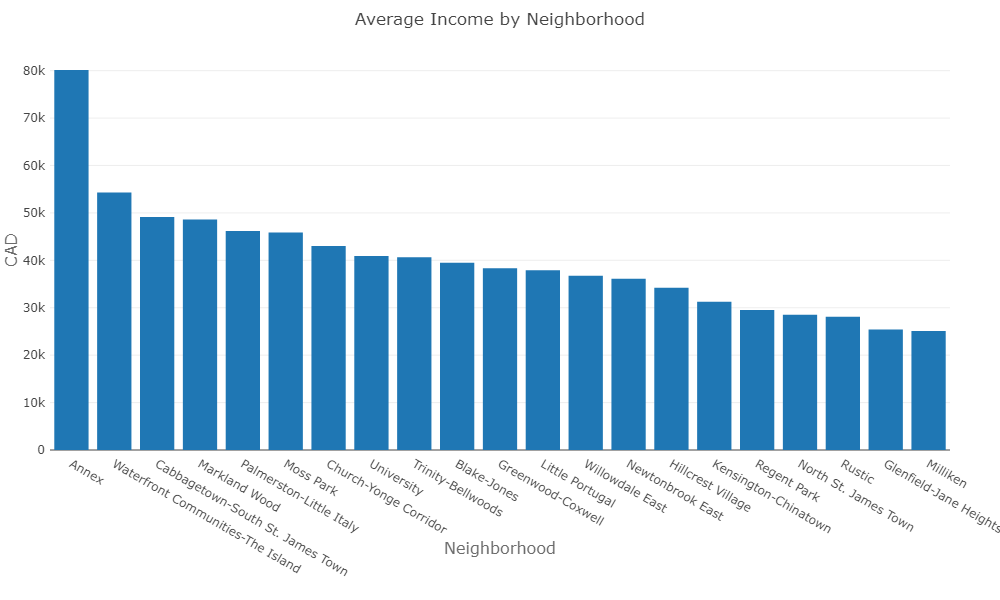 Average Income by Neighborhood
80k
70k
60k
50k
40k
30k
20k
10k
0
CAD
Annex
Waterfront Communities-The Island
Cabbagetown-South St. James Town
Markland Wood
Palmerston-Little Italy
Moss Park
Church-Yonge Corridor
University
Trinity-Bellwoods
Blake-Jones
Greenwood-Coxwell
Little Portugal
Willowdale East
Newtonbrook East
Hillcrest Village
Kensington-Chinatown
Regent Park
North St. James Town
Rustic
Glenfield-Jane Heights
Milliken
Neighborhood